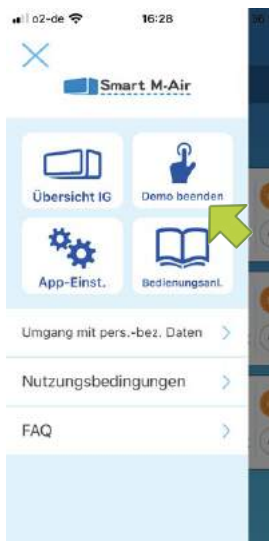 o2-de 16:28
Smart M-Air
Übersicht IG
Demo beenden
App-Einst.
Bedienungsanl.
Umgang mit pers.-bez. Daten
Nutzungsbedingungen
FAQ